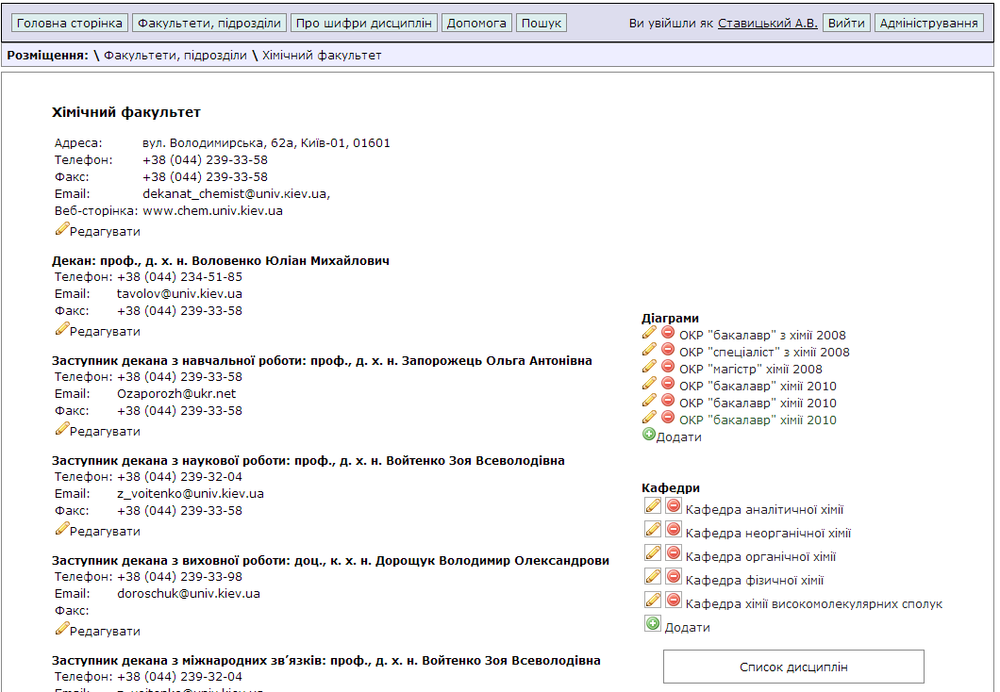 Головна сторінка Факультети, підрозділи Про шифри дисциплін Допомога Пошук Ви увійшли як Ставицький А.В. Вийти Адміністрування
Розміщення: \ Факультети, підрозділи \ Хімічний факультет
Хімічний факультет
Адреса: вул. Володимирська, 62а, Київ-01, 01601
Телефон: +38 (044) 239-33-58
Факс: +38 (044) 239-33-58
Email: dekanat_chemist@univ.kiev.ua,
Веб-сторінка: www.chem.univ.kiev.ua
Редагувати
Декан: проф., д. х. н. Воловенко Юліан Михайлович
Телефон: +38 (044) 234-51-85
Email: tavolov@univ.kiev.ua
Факс: +38 (044) 239-33-58
Редагувати
Заступник декана з навчальної роботи: проф., д. х. н. Запорожець Ольга Антонівна
Телефон: +38 (044) 239-33-58
Email: Ozaporozh@ukr.net
Факс: +38 (044) 239-33-58
Редагувати
Заступник декана з наукової роботи: проф., д. х. н. Войтенко Зоя Всеволодівна
Телефон: +38 (044) 239-32-04
Email: z_voitenko@univ.kiev.ua
Факс: +38 (044) 239-33-58
Редагувати
Заступник декана з виховної роботи: доц., к. х. н. Дорощук Володимир Олександрови
Телефон: +38 (044) 239-33-98
Email: doroschuk@univ.kiev.ua
Факс:
Редагувати
Заступник декана з міжнародних зв’язків: проф., д. х. н. Войтенко Зоя Всеволодівна
Телефон: +38 (044) 239-32-04
Діаграми
ОКР "бакалавр" з хімії 2008
ОКР "спеціаліст" з хімії 2008
ОКР "магістр" хімії 2008
ОКР "бакалавр" хімії 2010
ОКР "бакалавр" хімії 2010
ОКР "бакалавр" хімії 2010
Додати
Кафедри
Кафедра аналітичної хімії
Кафедра неорганічної хімії
Кафедра органічної хімії
Кафедра фізичної хімії
Кафедра хімії високомолекулярних сполук
Додати
Список дисциплін